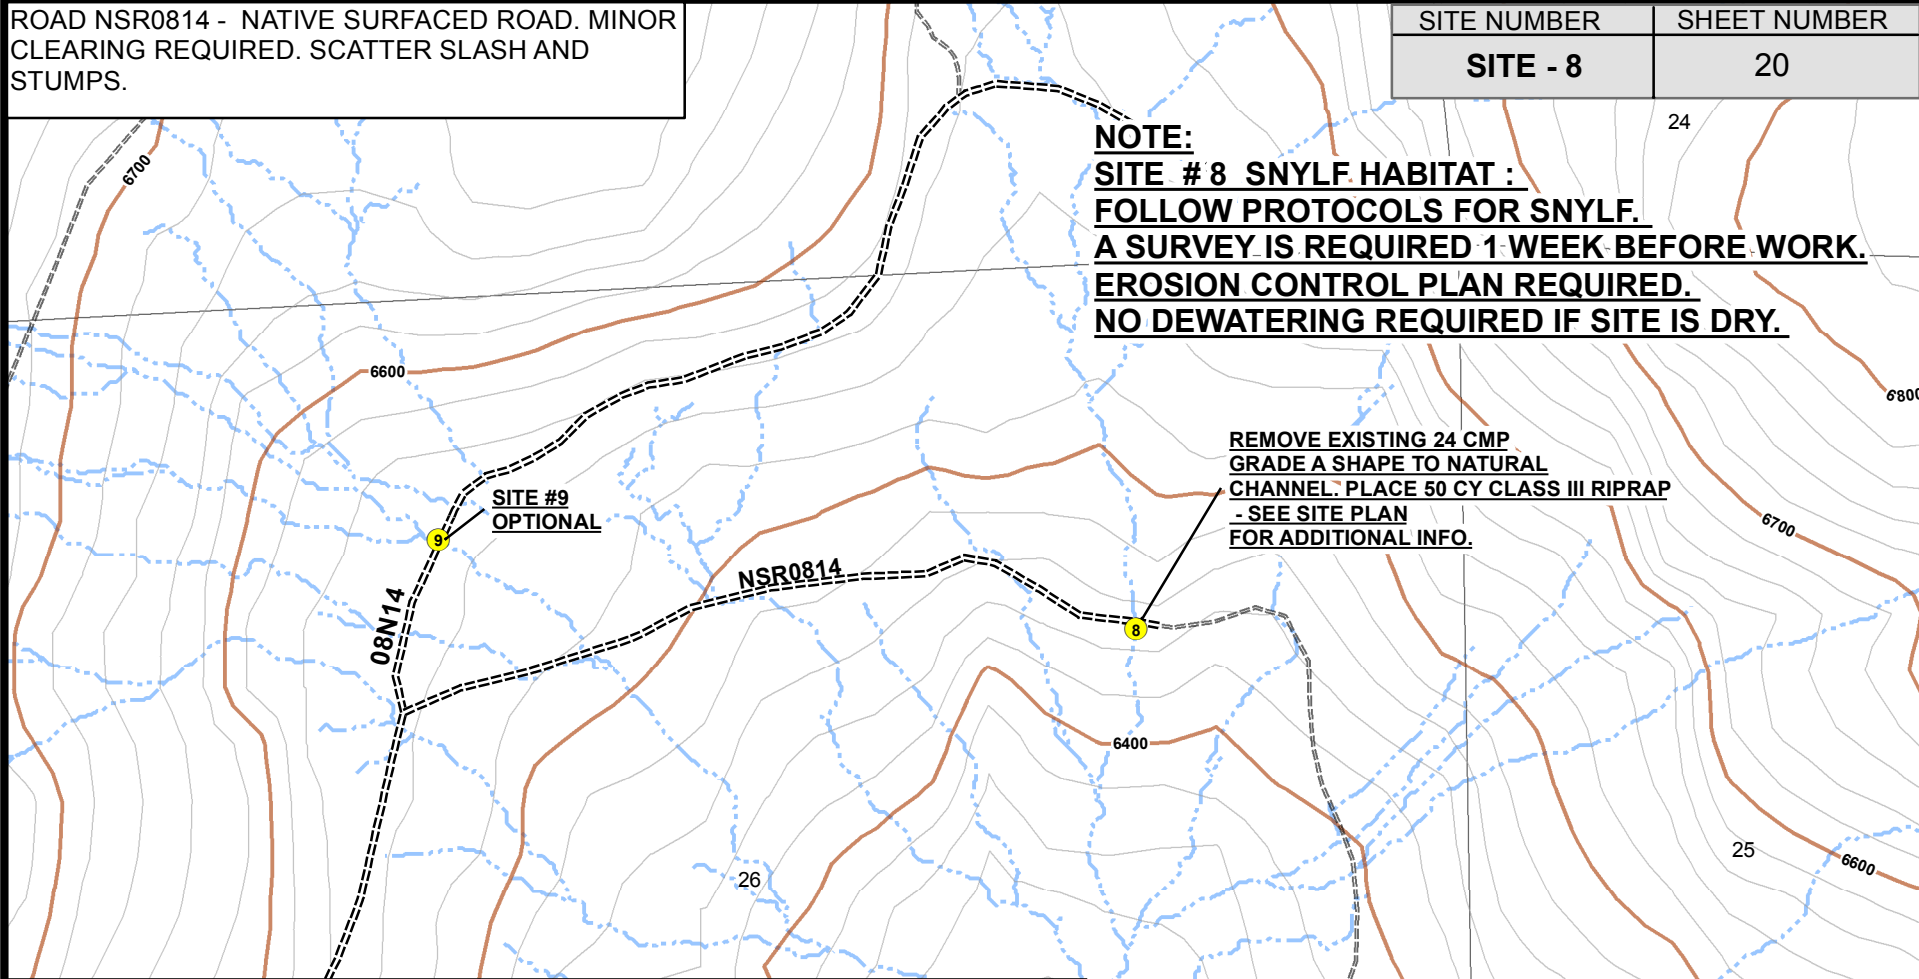 ROAD NSR0814 - NATIVE SURFACED ROAD. MINOR
CLEARING REQUIRED. SCATTER SLASH AND
STUMPS.
SITE NUMBER
SHEET NUMBER
SITE - 8
20
24
NOTE:
SITE # 8 SNYLF HABITAT :
FOLLOW PROTOCOLS FOR SNYLF.
A SURVEY IS REQUIRED 1 WEEK BEFORE WORK.
EROSION CONTROL PLAN REQUIRED.
NO DEWATERING REQUIRED IF SITE IS DRY.
6700
6600
6800
REMOVE EXISTING 24 CMP
GRADE A SHAPE TO NATURAL
CHANNEL. PLACE 50 CY CLASS III RIPRAP
- SEE SITE PLAN
FOR ADDITIONAL INFO.
SITE #9
OPTIONAL
9
6700
NSR0814
08N14
8
6400
25
6600
26